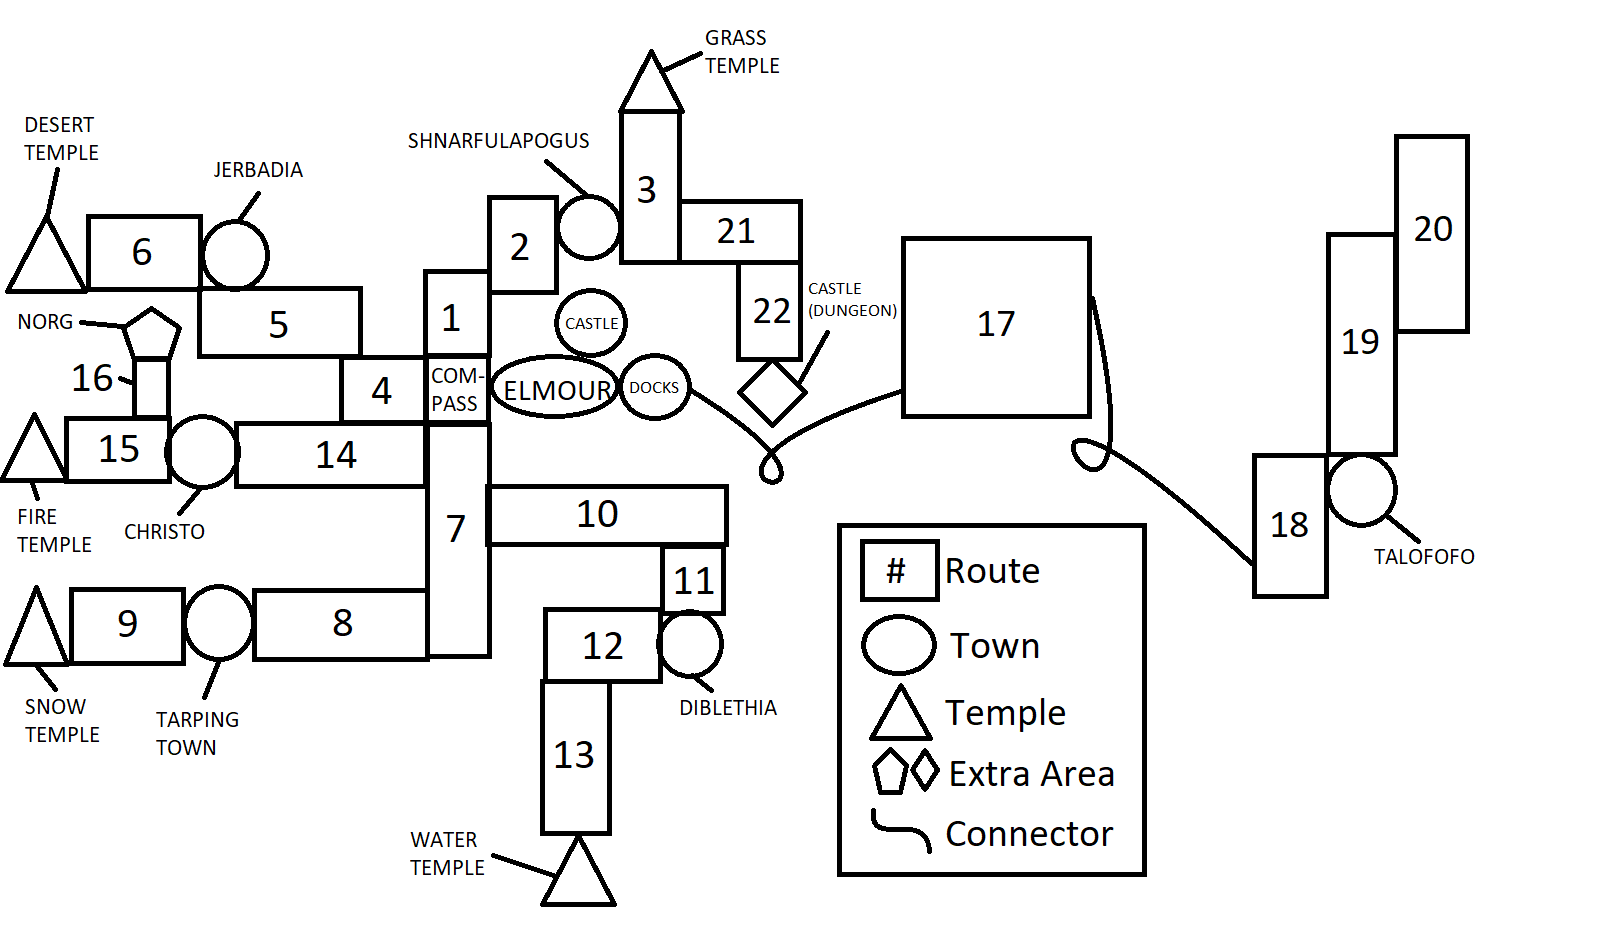 GRASS
TEMPLE
DESERT
TEMPLE
SHNARFULAPOGUS
JERBADIA
3
20
2
21
6
CASTLE
(DUNGEON)
22
NORG
5
1
CASTLE
17
19
16
4
COM-
PASS
ELMOUR
DOCKS
15
14
FIRE
TEMPLE
CHRISTO
7
10
18
TALOFOFO
11
9
8
12
SNOW
TEMPLE
TARPING
TOWN
DIBLETHIA
13
WATER
TEMPLE
# Route
Town
Temple
Extra Area
Connector